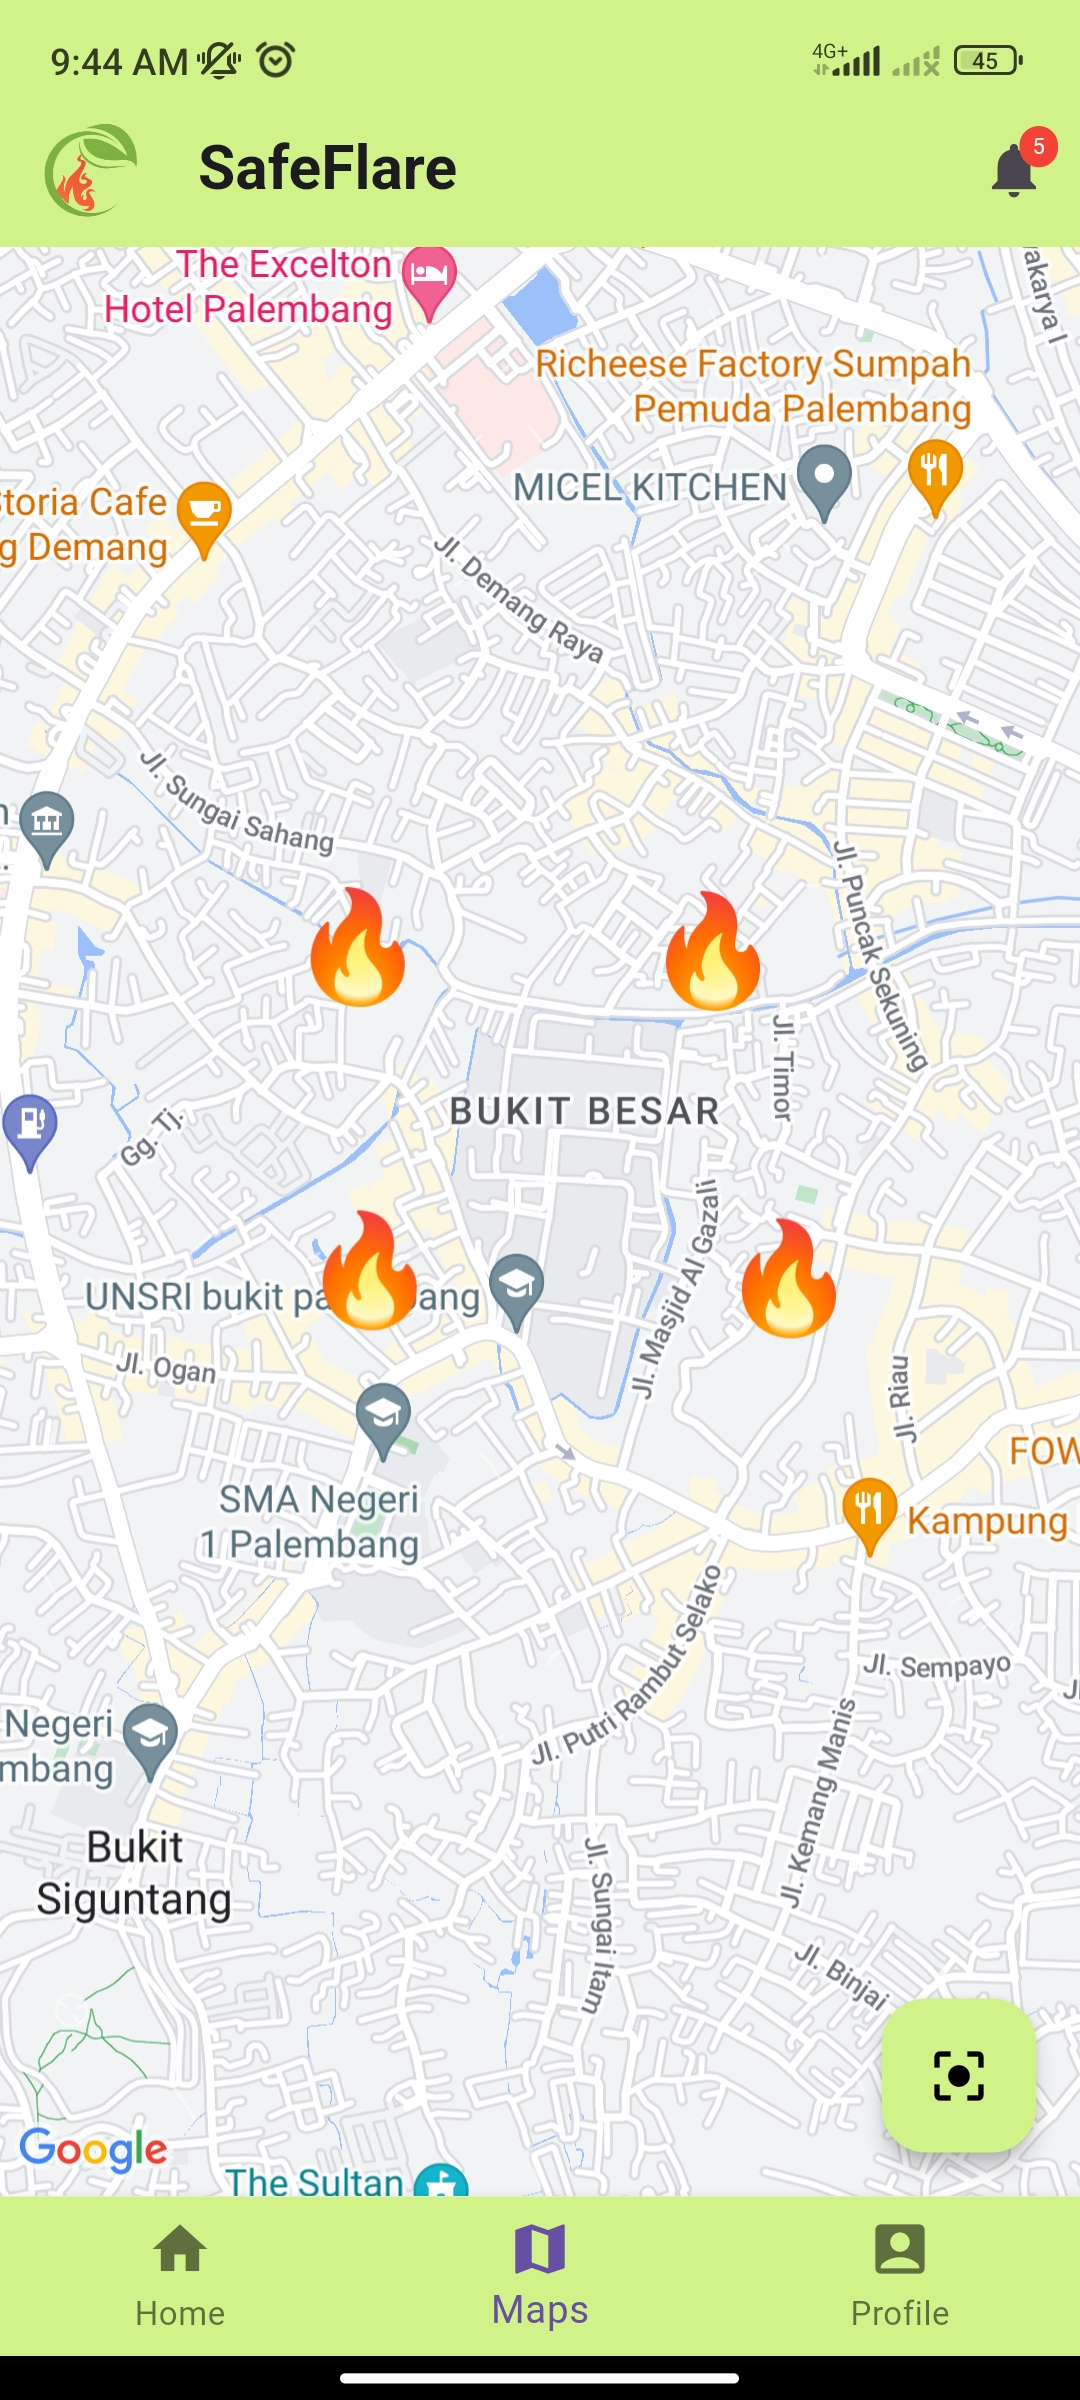 9:44 AM
4G+
45
SafeFlare
5
The Excelton
Hotel Palembang
akarya I
Richeese Factory Sumpah
Pemuda Palembang
MICEL KITCHEN
toria Cafe
g Demang
Jl. Demang Raya
Jl. Sungai Sahang
Jl. Puncak Sekuning
Jl. Timor
BUKIT BESAR
Gg. Tj.
Jl. Masjid Al Gazali
UNSRI bukit pa
bang
Jl. Ogan
Jl. Riau
FOW
SMA Negeri
1 Palembang
Kampung
Jl. Putri Rambut Selako
Jl. Sempayo
Negeri
mbang
Jl. Kemang Manis
Bukit
Siguntang
Jl. Sungai Itam
Jl. Binjai
Google
The Sultan
Home
Maps
Profile